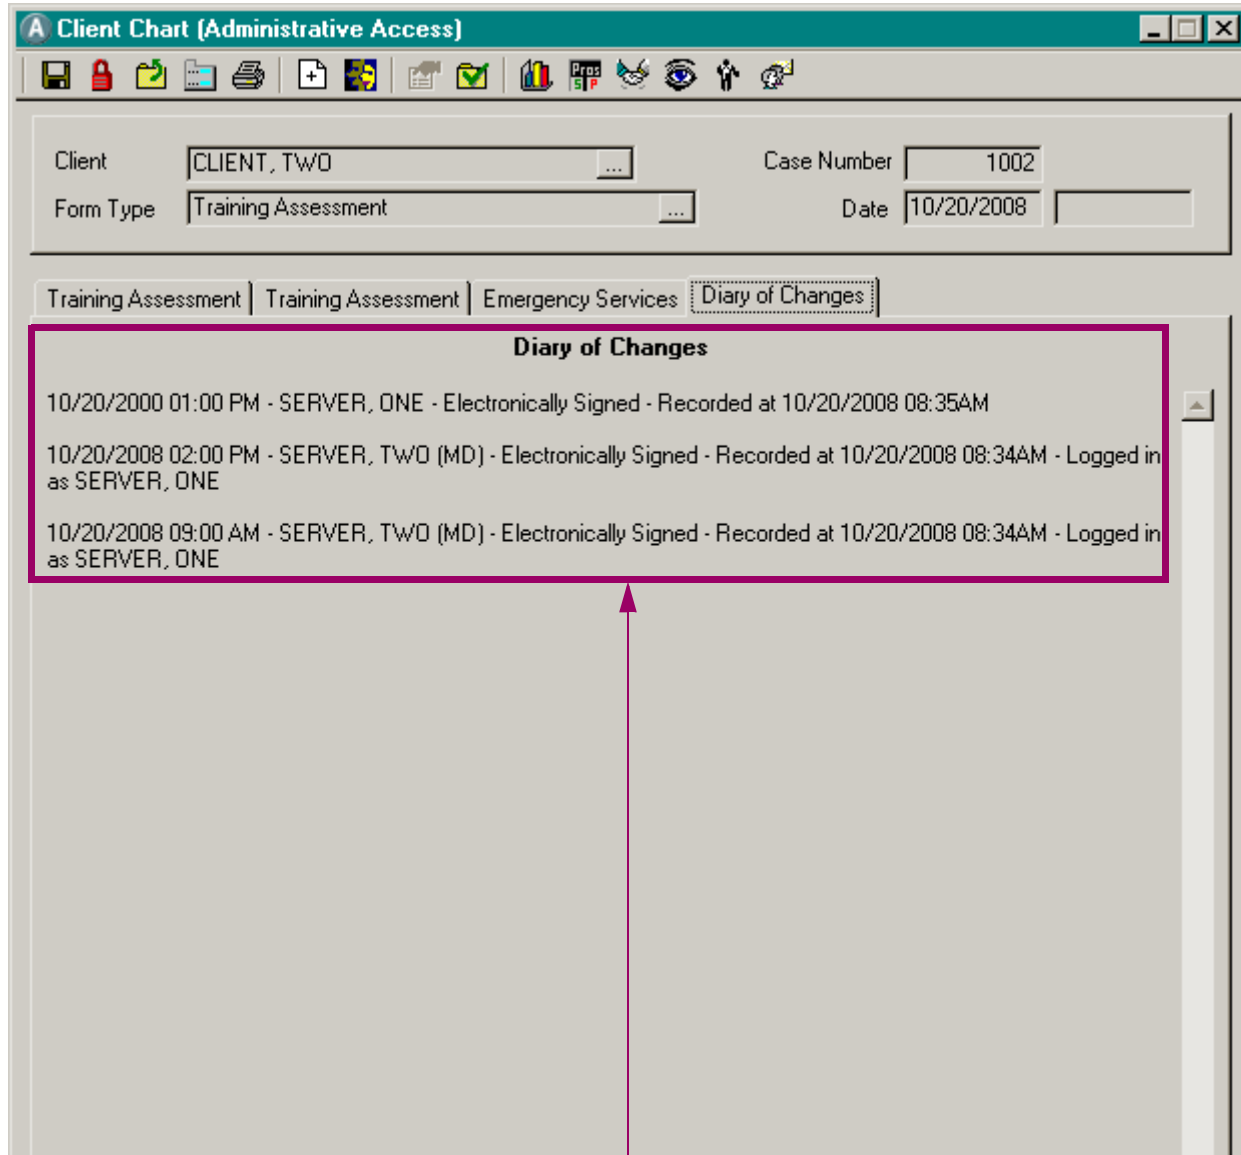 Client Chart (Administrative Access)
Client CLIENT, TWO ... Case Number 1002
Form Type Training Assessment ... Date 10/20/2008
Training Assessment Training Assessment Emergency Services Diary of Changes
Diary of Changes
10/20/2000 01:00 PM - SERVER, ONE - Electronically Signed - Recorded at 10/20/2008 08:35AM
10/20/2008 02:00 PM - SERVER, TWO (MD) - Electronically Signed - Recorded at 10/20/2008 08:34AM - Logged in
as SERVER, ONE
10/20/2008 09:00 AM - SERVER, TWO (MD) - Electronically Signed - Recorded at 10/20/2008 08:34AM - Logged in
as SERVER, ONE